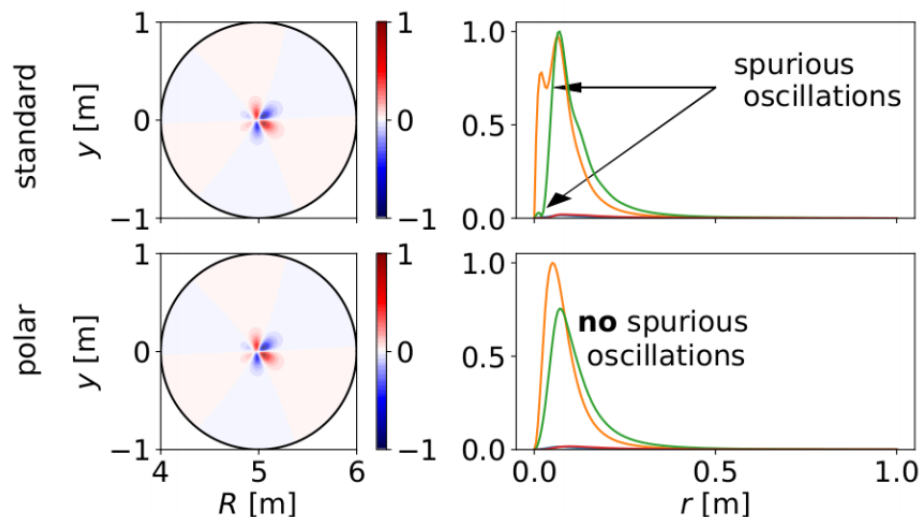 standard
y [m]
1
0
−1
1
0
−1
1.0
0.5
0.0
spurious
oscillations
polar
y [m]
1
0
−1
4
5
6
R [m]
1
0
−1
1.0
0.5
0.0
0.0
0.5
1.0
r [m]
no spurious
oscillations